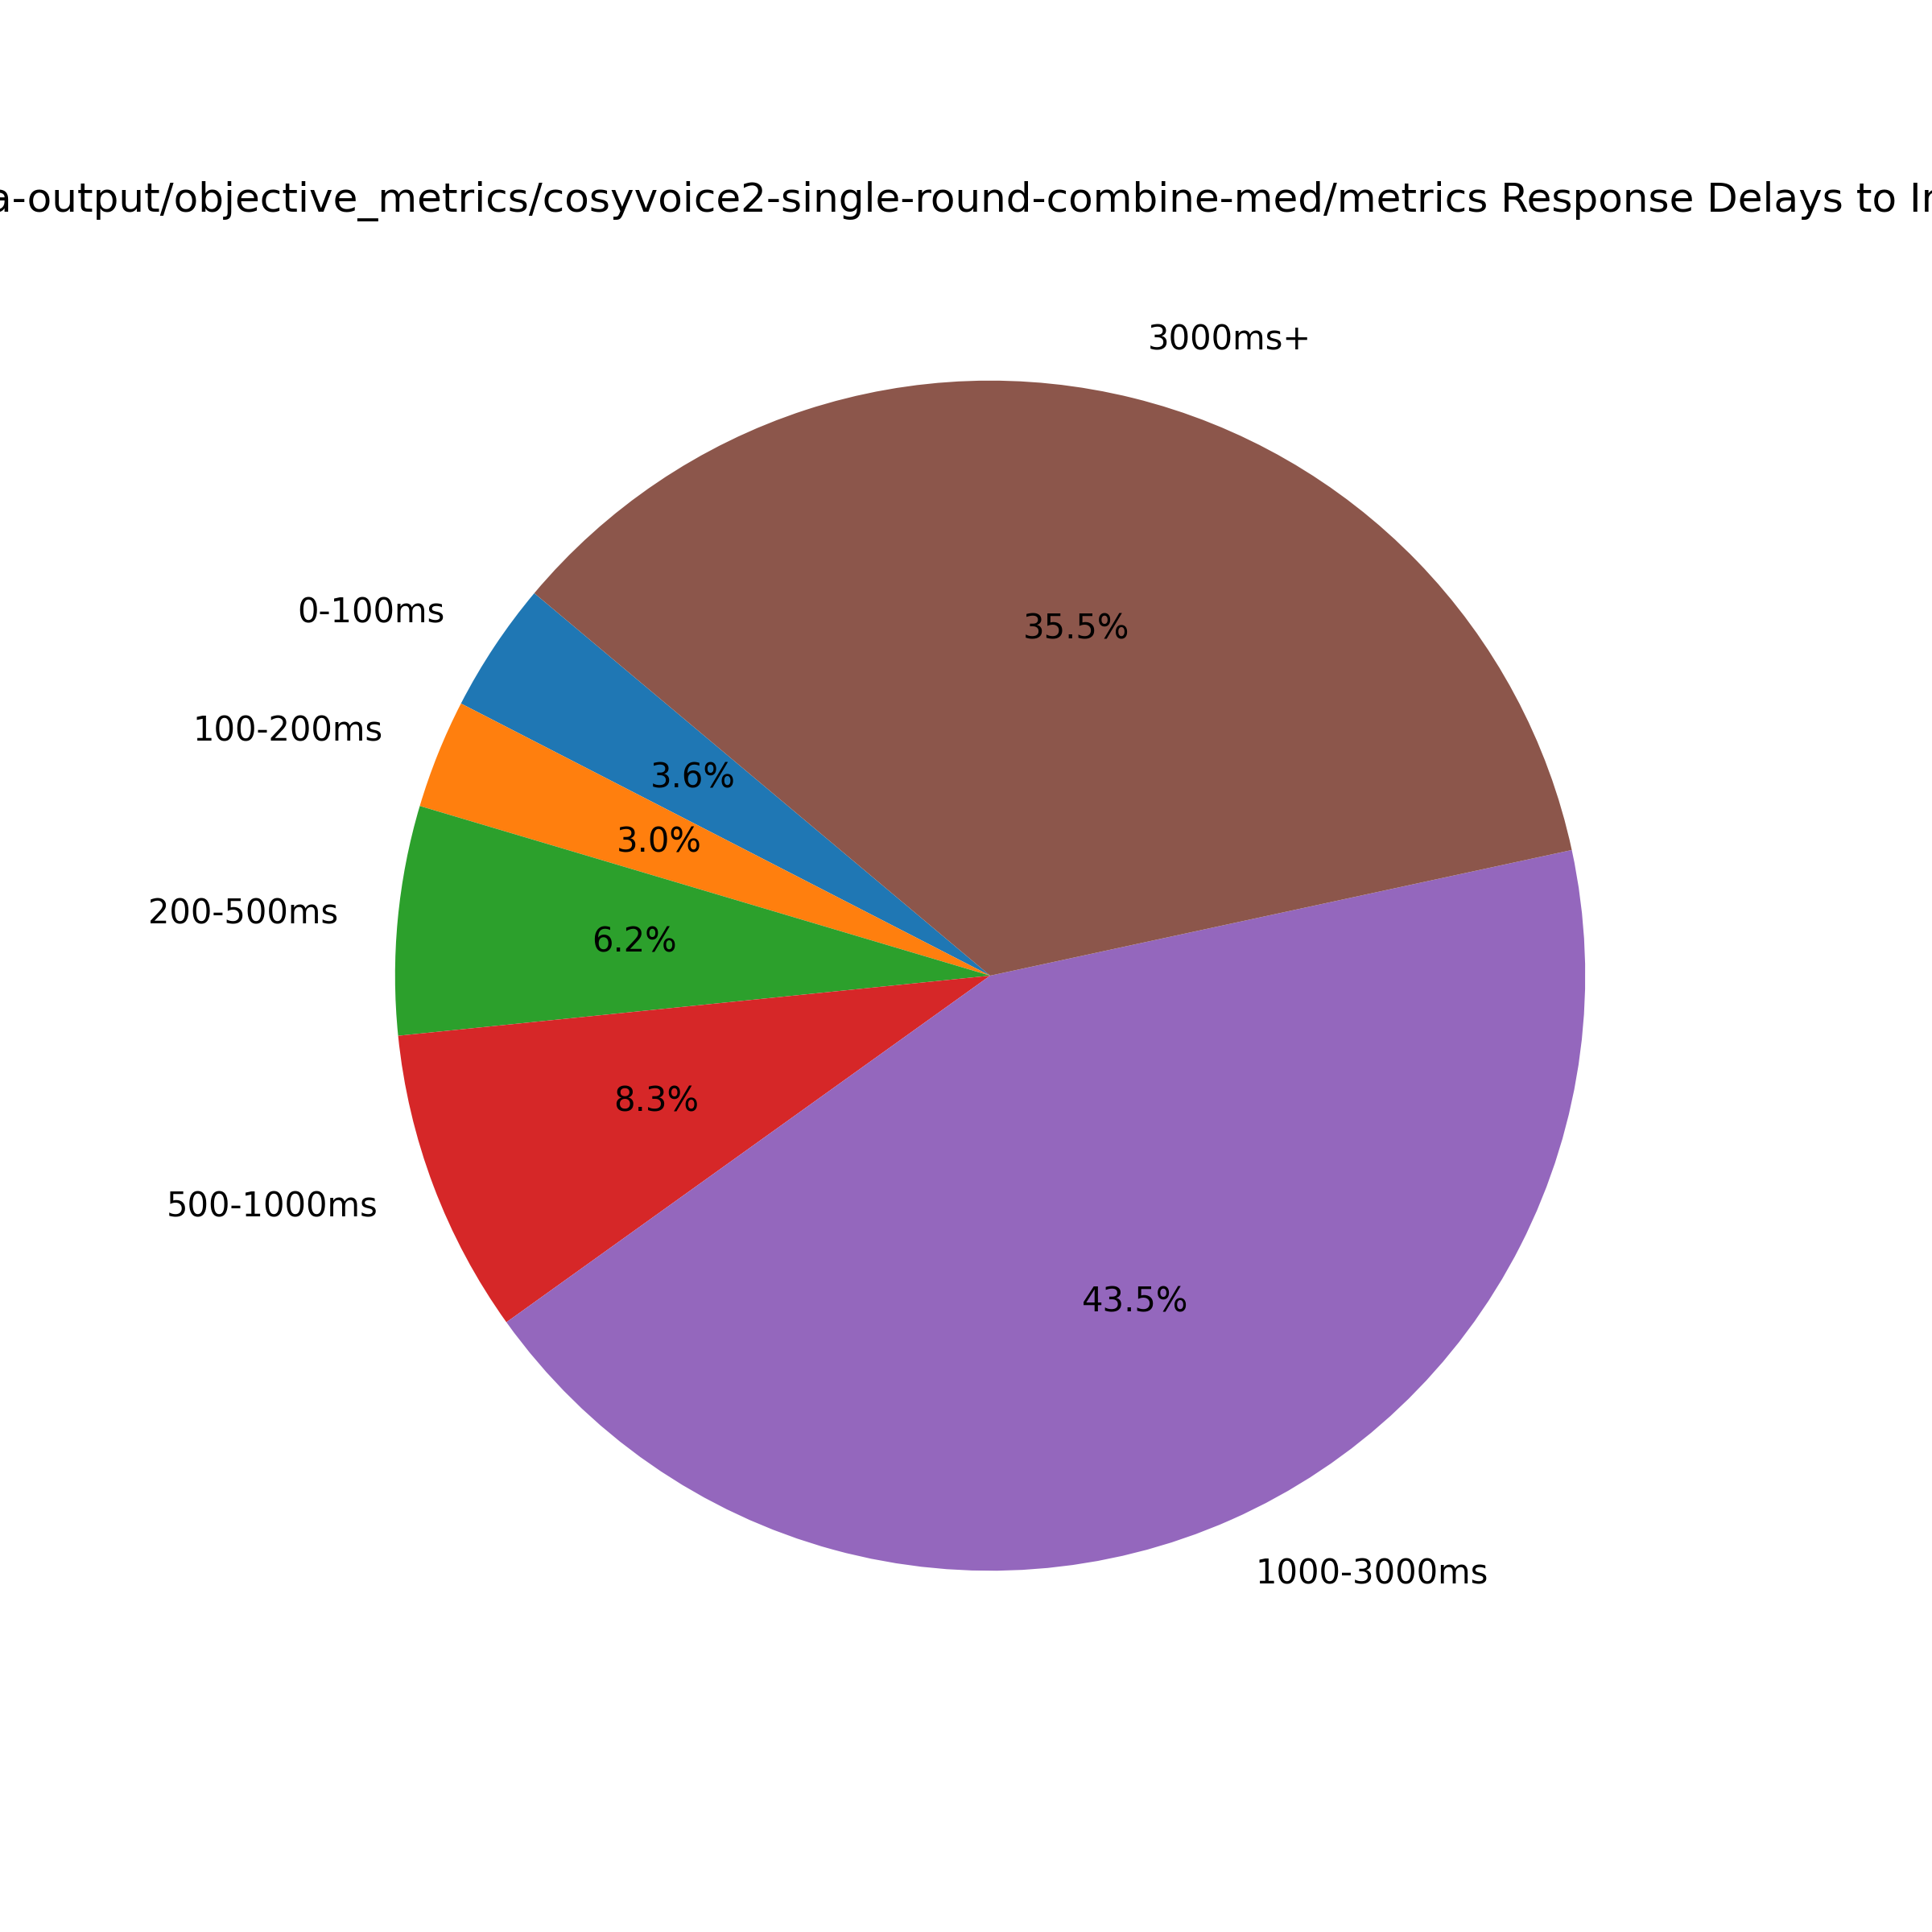 a-output/objective_metrics/cosyvoice2-single-round-combine-med/metrics Response Delays to
3000ms+
35.5%
0-100ms
3.6%
100-200ms
3.0%
200-500ms
6.2%
500-1000ms
8.3%
43.5%
1000-3000ms